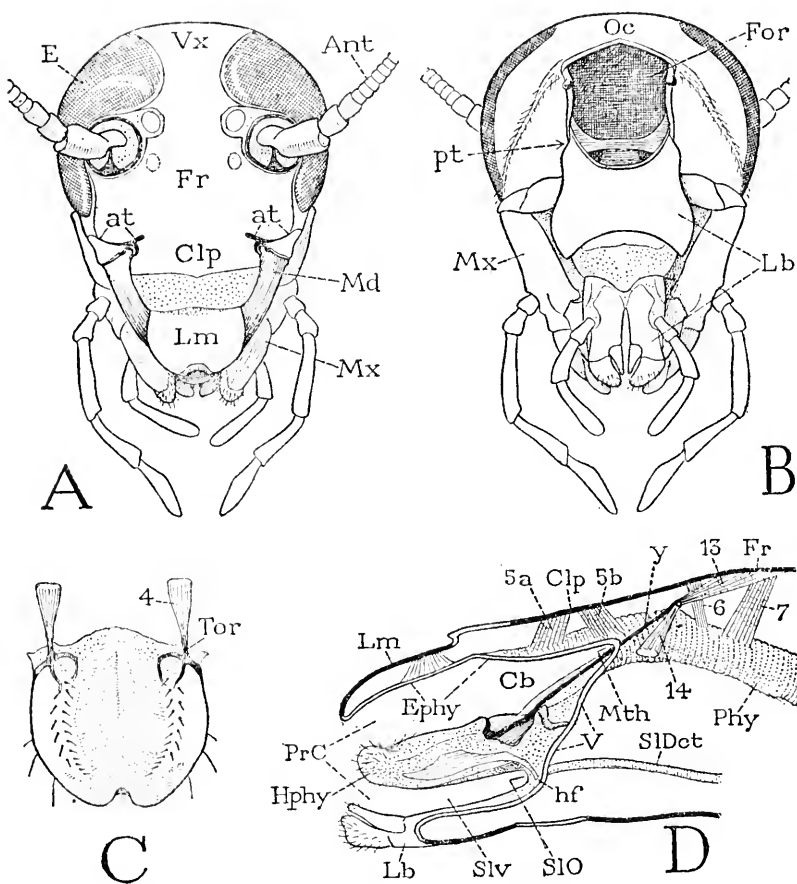 Vx
E
Ant
Fr
at
at
Clp
Md
Lm
Mx
A
Oc
For
pt
Mx
Lb
B
4
Tor
C
5a
Clp
5b
y
13
Fr
Lm
6
7
Cb
Ephy
Mth
14
Phy
PrC
V
SlDct
Hphy
hf
Lb
Slv
SlO
D